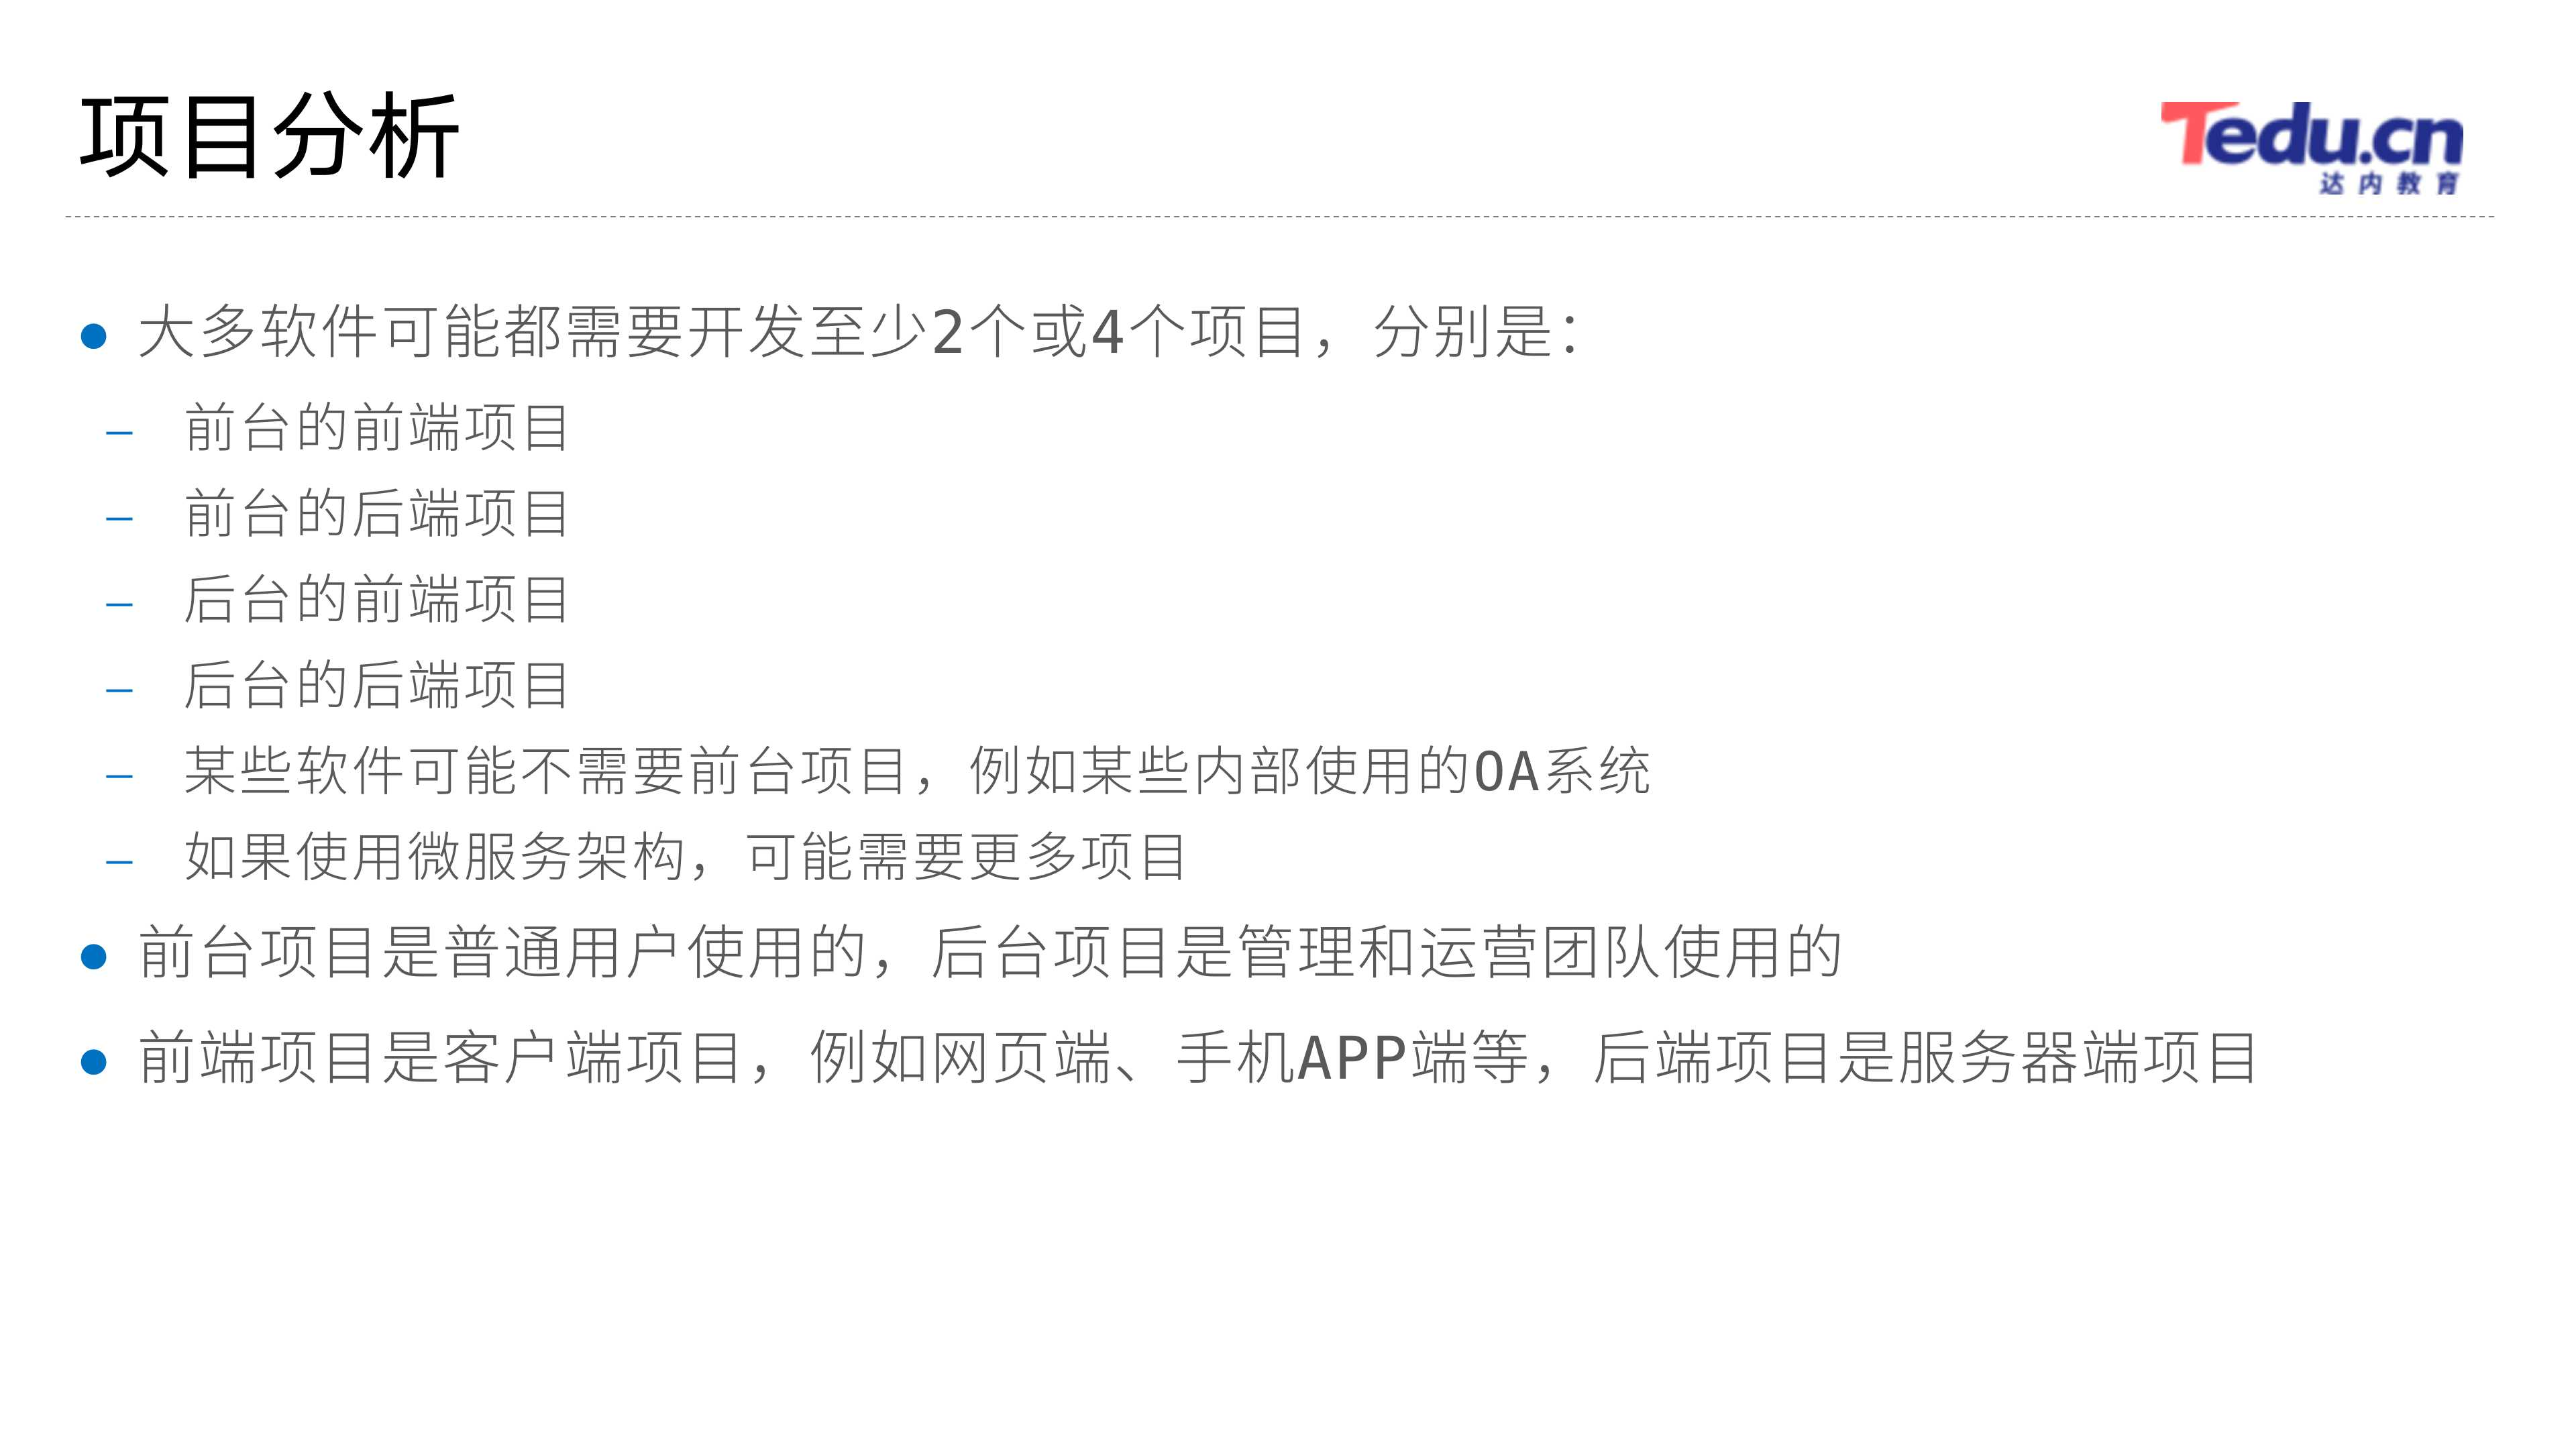 项目分析
Tedu.cn
达内教育
● 大多软件可能都需要开发至少2个或4个项目，分别是：
– 前台的前端项目
– 前台的后端项目
– 后台的前端项目
– 后台的后端项目
– 某些软件可能不需要前台项目，例如某些内部使用的OA系统
– 如果使用微服务架构，可能需要更多项目
● 前台项目是普通用户使用的，后台项目是管理和运营团队使用的
● 前端项目是客户端项目，例如网页端、手机APP端等，后端项目是服务器端项目